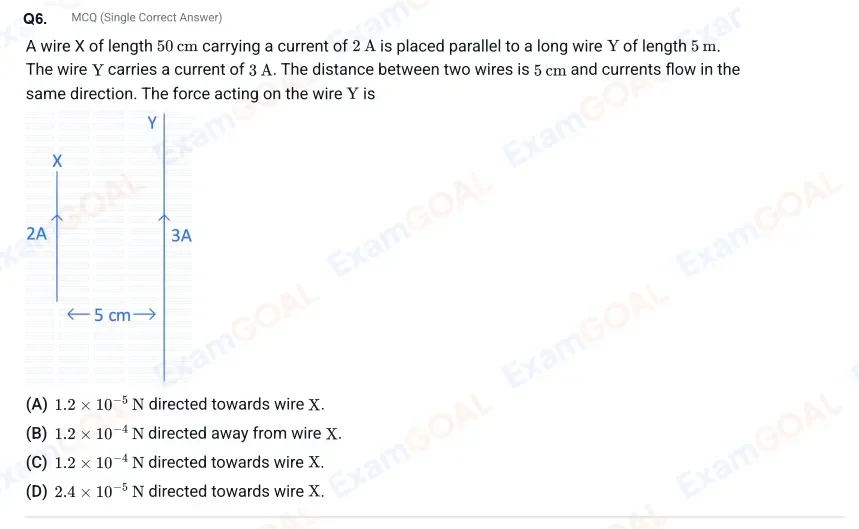 Q6. MCQ (Single Correct Answer)
A wire X of length 50 cm carrying a current of 2 A is placed parallel to a long wire Y of length 5 m.
The wire Y carries a current of 3 A. The distance between two wires is 5 cm and currents flow in the
same direction. The force acting on the wire Y is
Y
X
2A
3A
←5 cm→
(A) 1.2 × 10⁻⁵ N directed towards wire X.
(B) 1.2 × 10⁻⁴ N directed away from wire X.
(C) 1.2 × 10⁻⁴ N directed towards wire X.
(D) 2.4 × 10⁻⁵ N directed towards wire X.
ExamGOAL